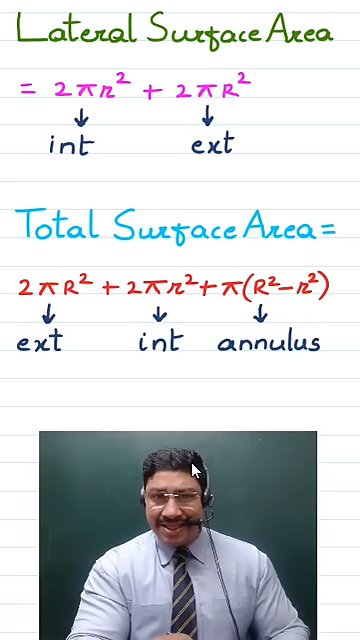 Lateral Surface Area
= 2πr² + 2πR²
↓ ↓
int ext
Total Surface Area =
2πR² + 2πr² + π(R²-r²)
↓ ↓ ↓
ext int annulus